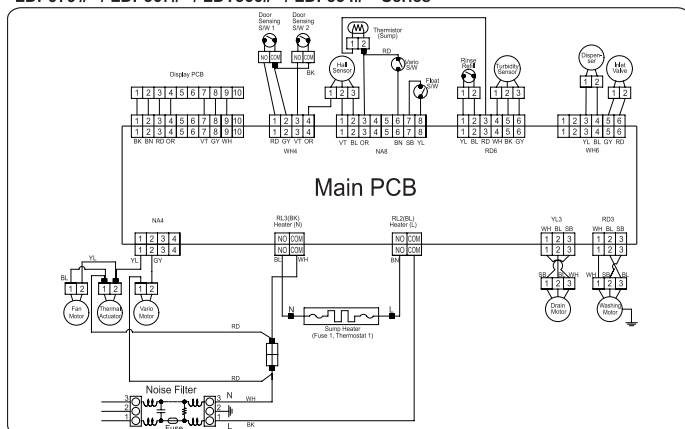 Door Sensing S/W 1
Door Sensing S/W 2
NO COM NO COM
BK
Thermistor (Sump)
1 2
RD
Vario S/W
Float S/W
Hall Sensor
1 2 3
Rinse Refill
1 2
Turbidity Sensor
1 2 3
Dispenser
1 2
Inlet Valve
1 2
Display PCB
1 2 3 4 5 6 7 8 9 10
1 2 3 4 5 6 7 8 9 10
BK BN RD OR VT GY WH
1 2 3 4
RD GY VT OR
WH4
1 2 3 4 5 6 7 8
VT BL OR BN SB YL
NA8
1 2 3 4 5 6
YL BL RD WH BK GY
RD6
1 2 3 4 5 6
YL BL GY RD
WH6
Main PCB
NA4
1 2 3 4
1 2 3 4
YL GY
RL3(BK)
Heater (N)
NO COM
NO COM
BL WH
RL2(BL)
Heater (L)
NO COM
NO COM
BN
YL3
WH BL SB
1 2 3
1 2 3
SB BL WH
1 2 3
Drain Motor
RD3
WH BL SB
1 2 3
1 2 3
WH SB BL
1 2 3
Washing Motor
YL
BL
1 2
Fan Motor
1 2
Thermal Actuator
1 2
Vario Motor
N
L
Sump Heater
(Fuse 1, Thermostat 1)
RD
RD
Noise Filter
3
2
1
3
2
1
N
WH
L
BK
Fuse